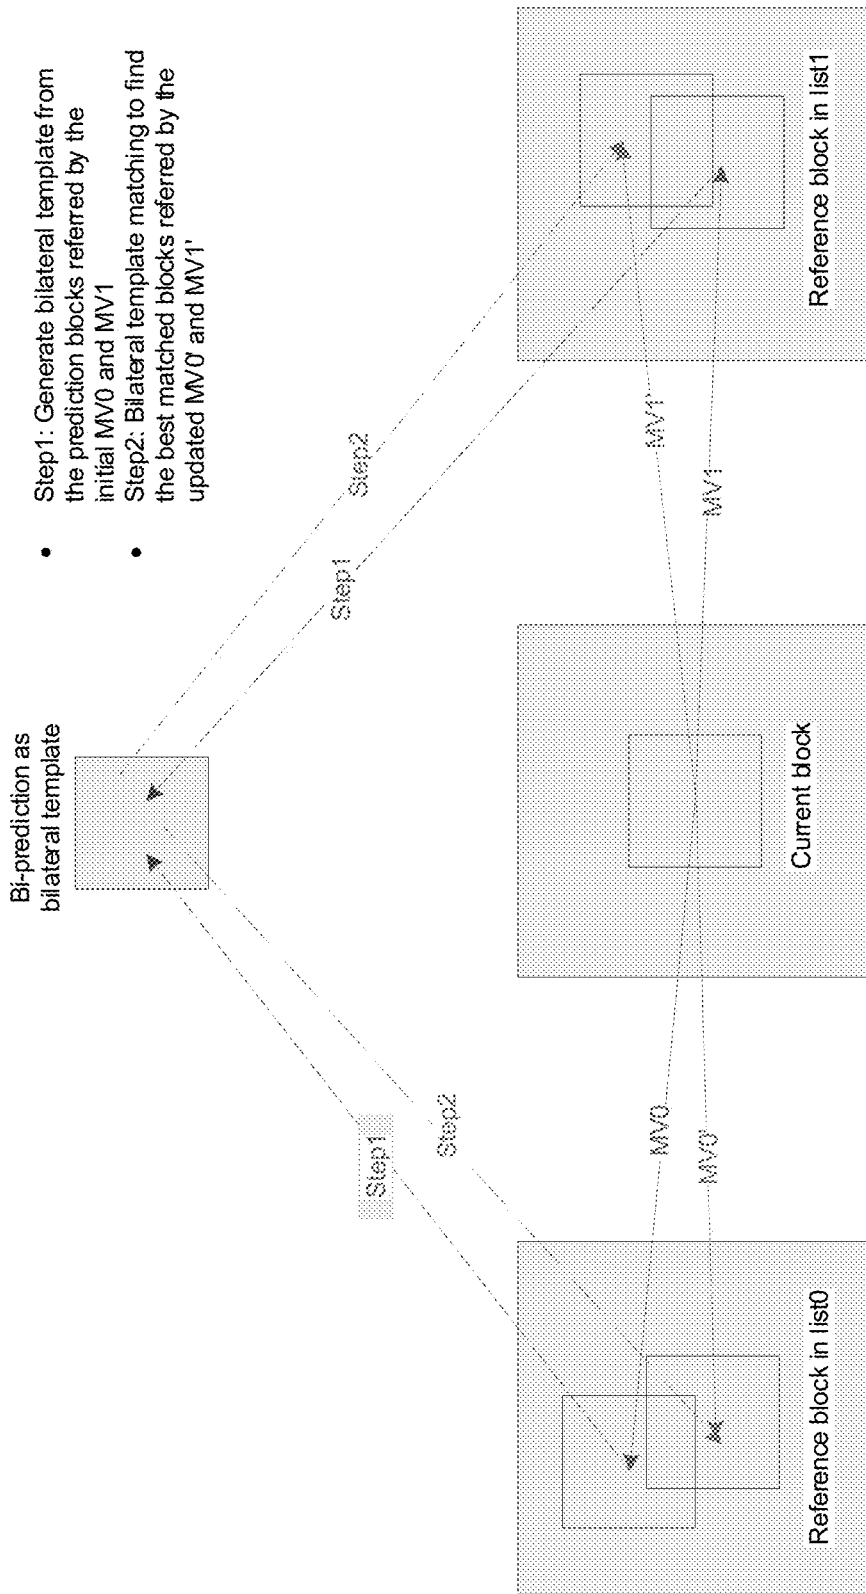 Bi-prediction as
bilateral template
• Step1: Generate bilateral template from
the prediction blocks referred by the
initial MV0 and MV1
• Step2: Bilateral template matching to find
the best matched blocks referred by the
updated MV0' and MV1'
Step1
Step2
Step1
Step2
MV0
MV0'
MV1'
MV1
Reference block in list0
Current block
Reference block in list1